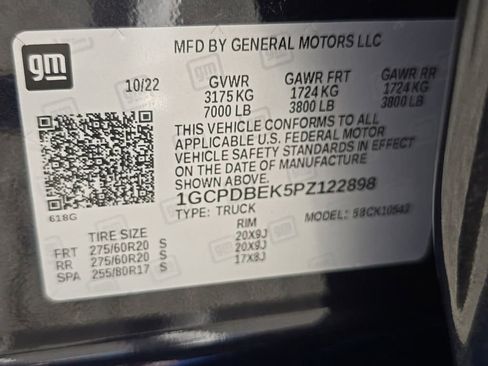 gm
MFD BY GENERAL MOTORS LLC
10/22 GVWR GAWR FRT GAWR RR
3175 KG 1724 KG 1724 KG
7000 LB 3800 LB 3800 LB
THIS VEHICLE CONFORMS TO ALL
APPLICABLE U.S. FEDERAL MOTOR
VEHICLE SAFETY STANDARDS IN EFFECT
ON THE DATE OF MANUFACTURE
SHOWN ABOVE.
1GCPDBEK5PZ122898
618G
TYPE: TRUCK MODEL:
TIRE SIZE RIM
FRT 275/60R20 S 20X9J
RR 275/60R20 S 20X9J
SPA 255/80R17 S 17X8J